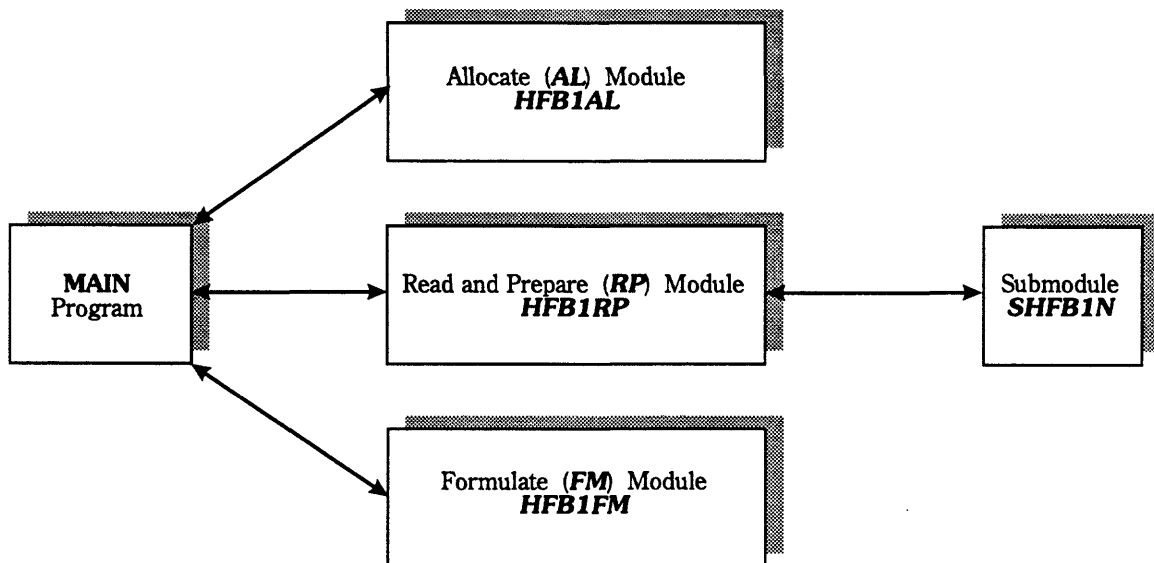 Allocate (AL) Module
HFB1AL
MAIN
Program
Read and Prepare (RP) Module
HFB1RP
Submodule
SHFB1N
Formulate (FM) Module
HFB1FM